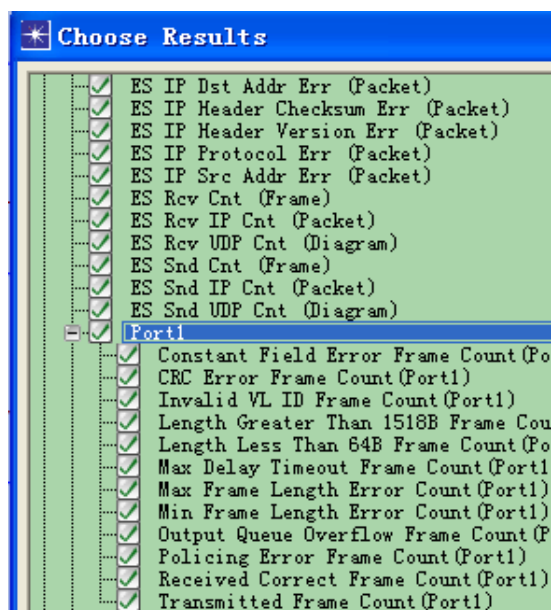 Choose Results
ES IP Dst Addr Err (Packet)
ES IP Header Checksum Err (Packet)
ES IP Header Version Err (Packet)
ES IP Protocol Err (Packet)
ES IP Src Addr Err (Packet)
ES Rcv Cnt (Frame)
ES Rcv IP Cnt (Packet)
ES Rcv UDP Cnt (Diagram)
ES Snd Cnt (Frame)
ES Snd IP Cnt (Packet)
ES Snd UDP Cnt (Diagram)
Port1
Constant Field Error Frame Count(Po
CRC Error Frame Count(Port1)
Invalid VL ID Frame Count(Port1)
Length Greater Than 1518B Frame Cou
Length Less Than 64B Frame Count(Po
Max Delay Timeout Frame Count(Port1
Max Frame Length Error Count(Port1)
Min Frame Length Error Count(Port1)
Output Queue Overflow Frame Count(P
Policing Error Frame Count(Port1)
Received Correct Frame Count(Port1)
Transmitted Frame Count(Port1)